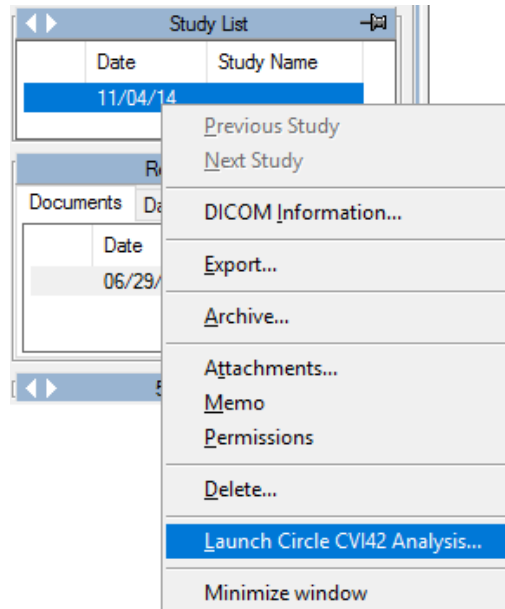 Study List
Date Study Name
11/04/14
Previous Study
Next Study
Documents
DICOM Information...
Date
06/29/
Export...
Archive...
Attachments...
Memo
Permissions
Delete...
Launch Circle CVI42 Analysis...
Minimize window